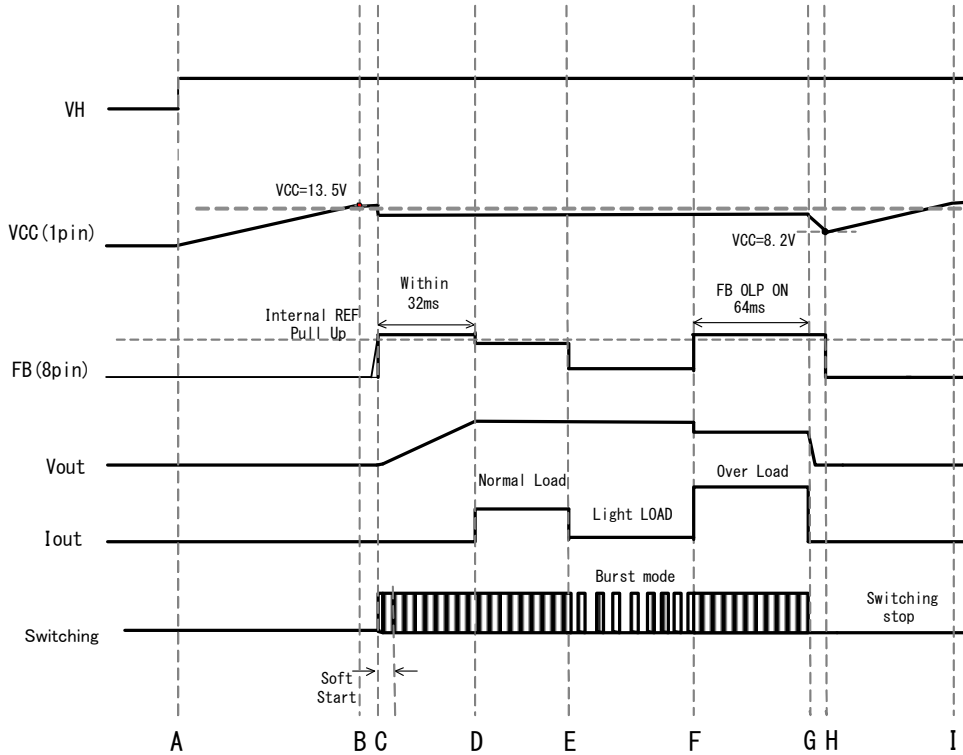 VH
VCC=13.5V
VCC(1pin)
VCC=8.2V
Within
32ms
FB OLP ON
64ms
Internal REF
Pull Up
FB(8pin)
Vout
Normal Load
Over Load
Iout
Light LOAD
Burst mode
Switching
Switching
stop
Soft
Start
A B C D E F G H I